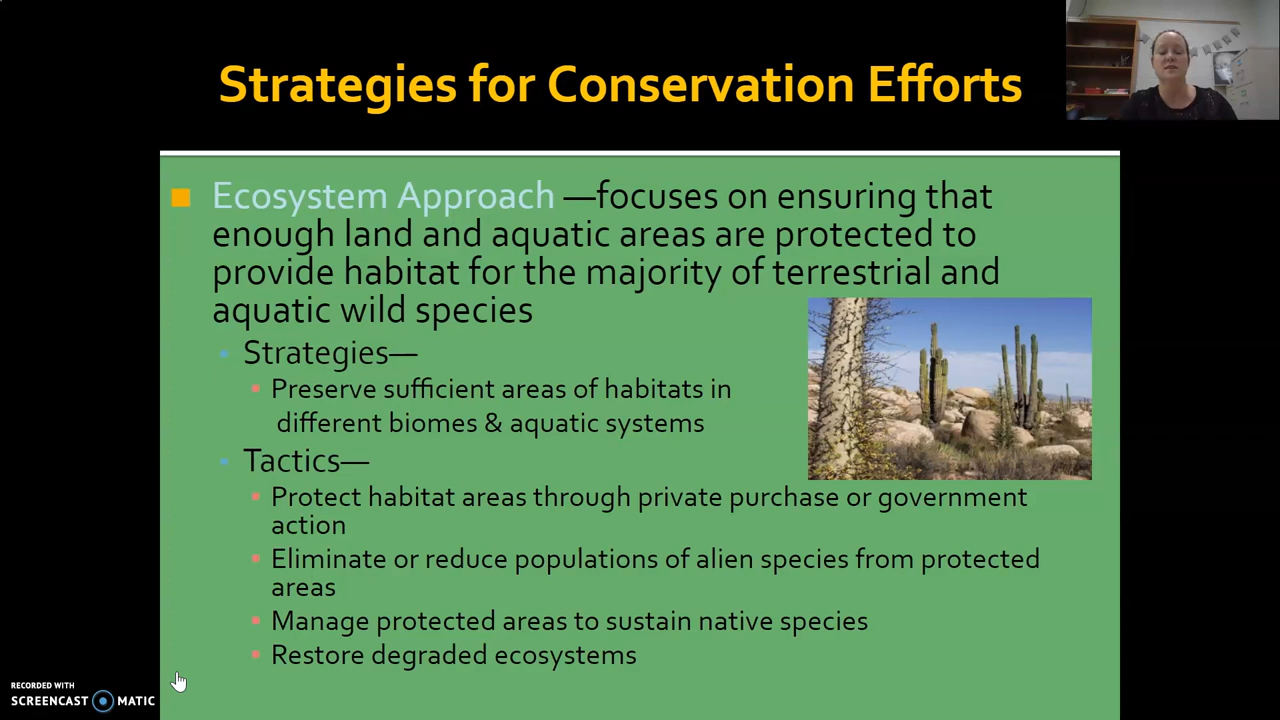 Strategies for Conservation Efforts
Ecosystem Approach —focuses on ensuring that
enough land and aquatic areas are protected to
provide habitat for the majority of terrestrial and
aquatic wild species
Strategies—
Preserve sufficient areas of habitats in
different biomes & aquatic systems
Tactics—
Protect habitat areas through private purchase or government
action
Eliminate or reduce populations of alien species from protected
areas
Manage protected areas to sustain native species
Restore degraded ecosystems
RECORDED WITH
SCREENCAST MATIC